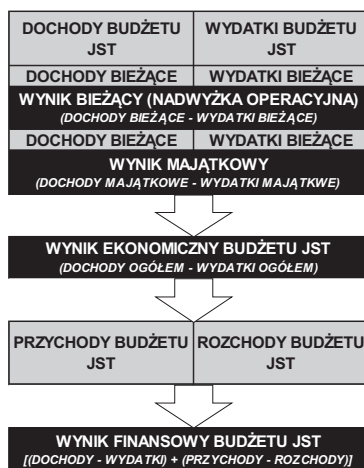 DOCHODY BUDŻETU JST
WYDATKI BUDŻETU JST
DOCHODY BIEŻĄCE WYDATKI BIEŻĄCE
WYNIK BIEŻĄCY (NADWYŻKA OPERACYJNA)
(DOCHODY BIEŻĄCE - WYDATKI BIEŻĄCE)
DOCHODY BIEŻĄCE WYDATKI BIEŻĄCE
WYNIK MAJĄTKOWY
(DOCHODY MAJĄTKOWE - WYDATKI MAJĄTKWE)
WYNIK EKONOMICZNY BUDŻETU JST
(DOCHODY OGÓŁEM - WYDATKI OGÓŁEM)
PRZYCHODY BUDŻETU JST
ROZCHODY BUDŻETU JST
WYNIK FINANSOWY BUDŻETU JST
[(DOCHODY - WYDATKI) + (PRZYCHODY - ROZCHODY)]